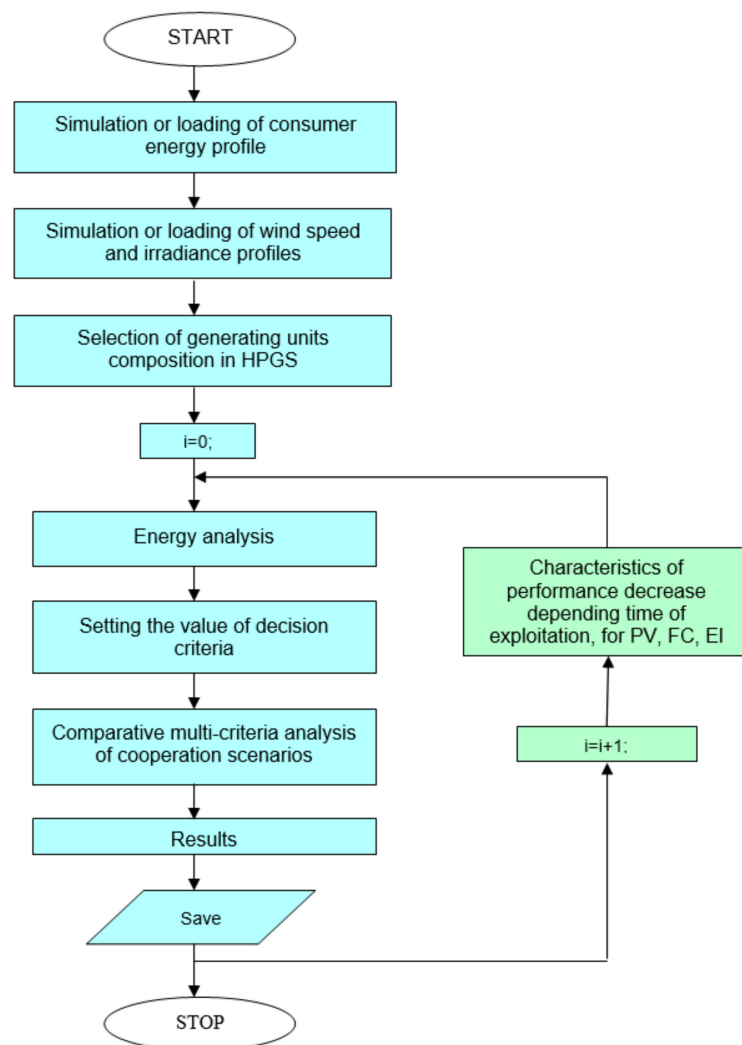 START
Simulation or loading of consumer
energy profile
Simulation or loading of wind speed
and irradiance profiles
Selection of generating units
composition in HPGS
i=0;
Energy analysis
Setting the value of decision
criteria
Comparative multi-criteria analysis
of cooperation scenarios
Results
Save
STOP
Characteristics of
performance decrease
depending time of
exploitation, for PV, FC, El
i=i+1;